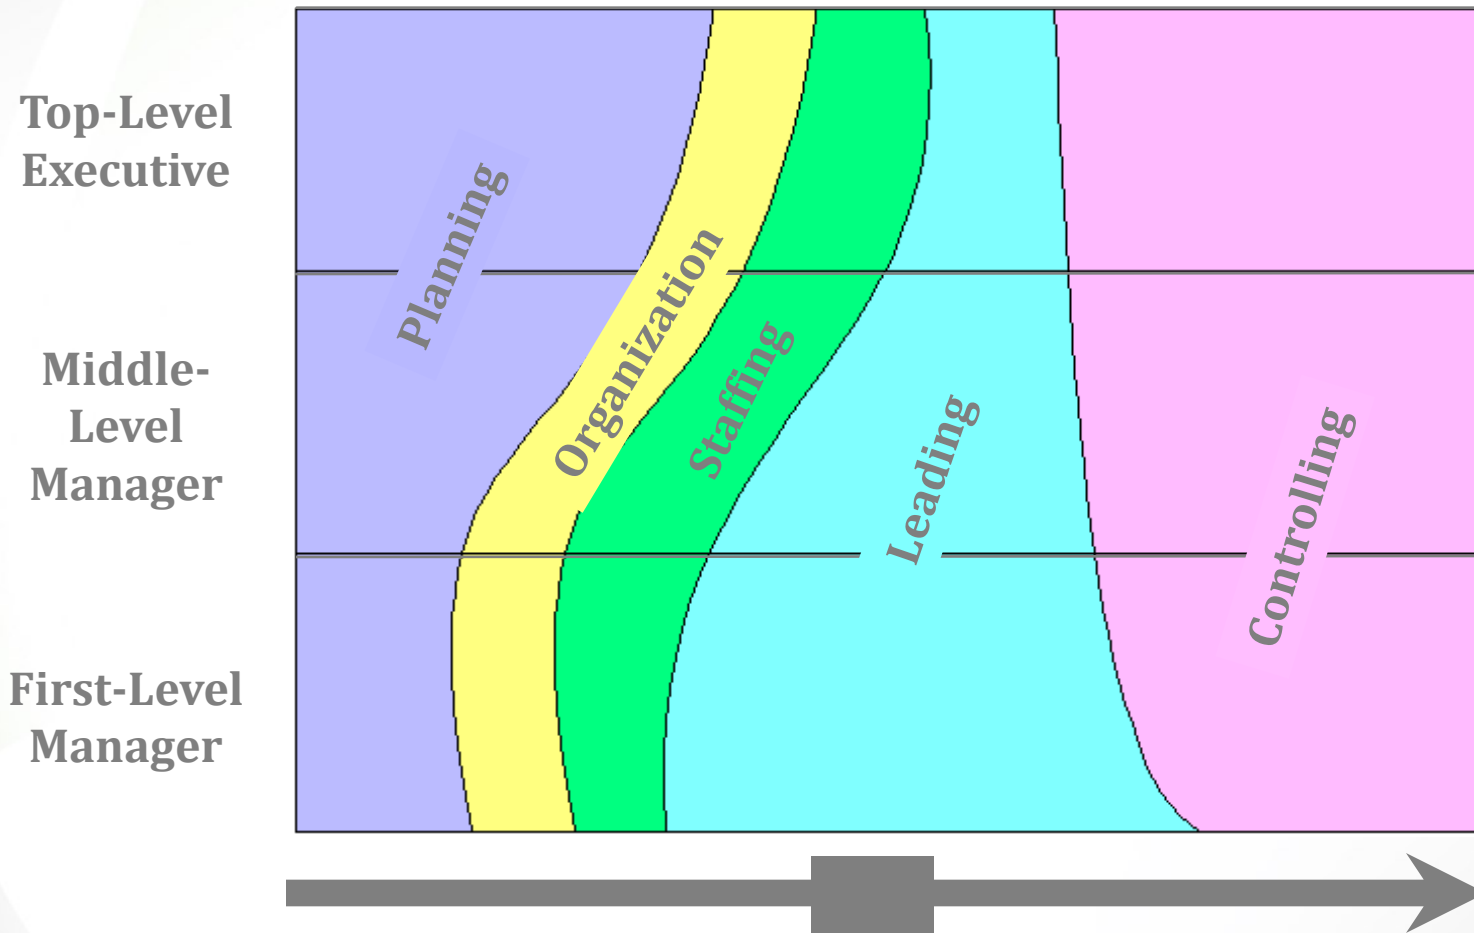 Top-Level
Executive
Middle-
Level
Manager
First-Level
Manager
Planning
Organization
Staffing
Leading
Controlling